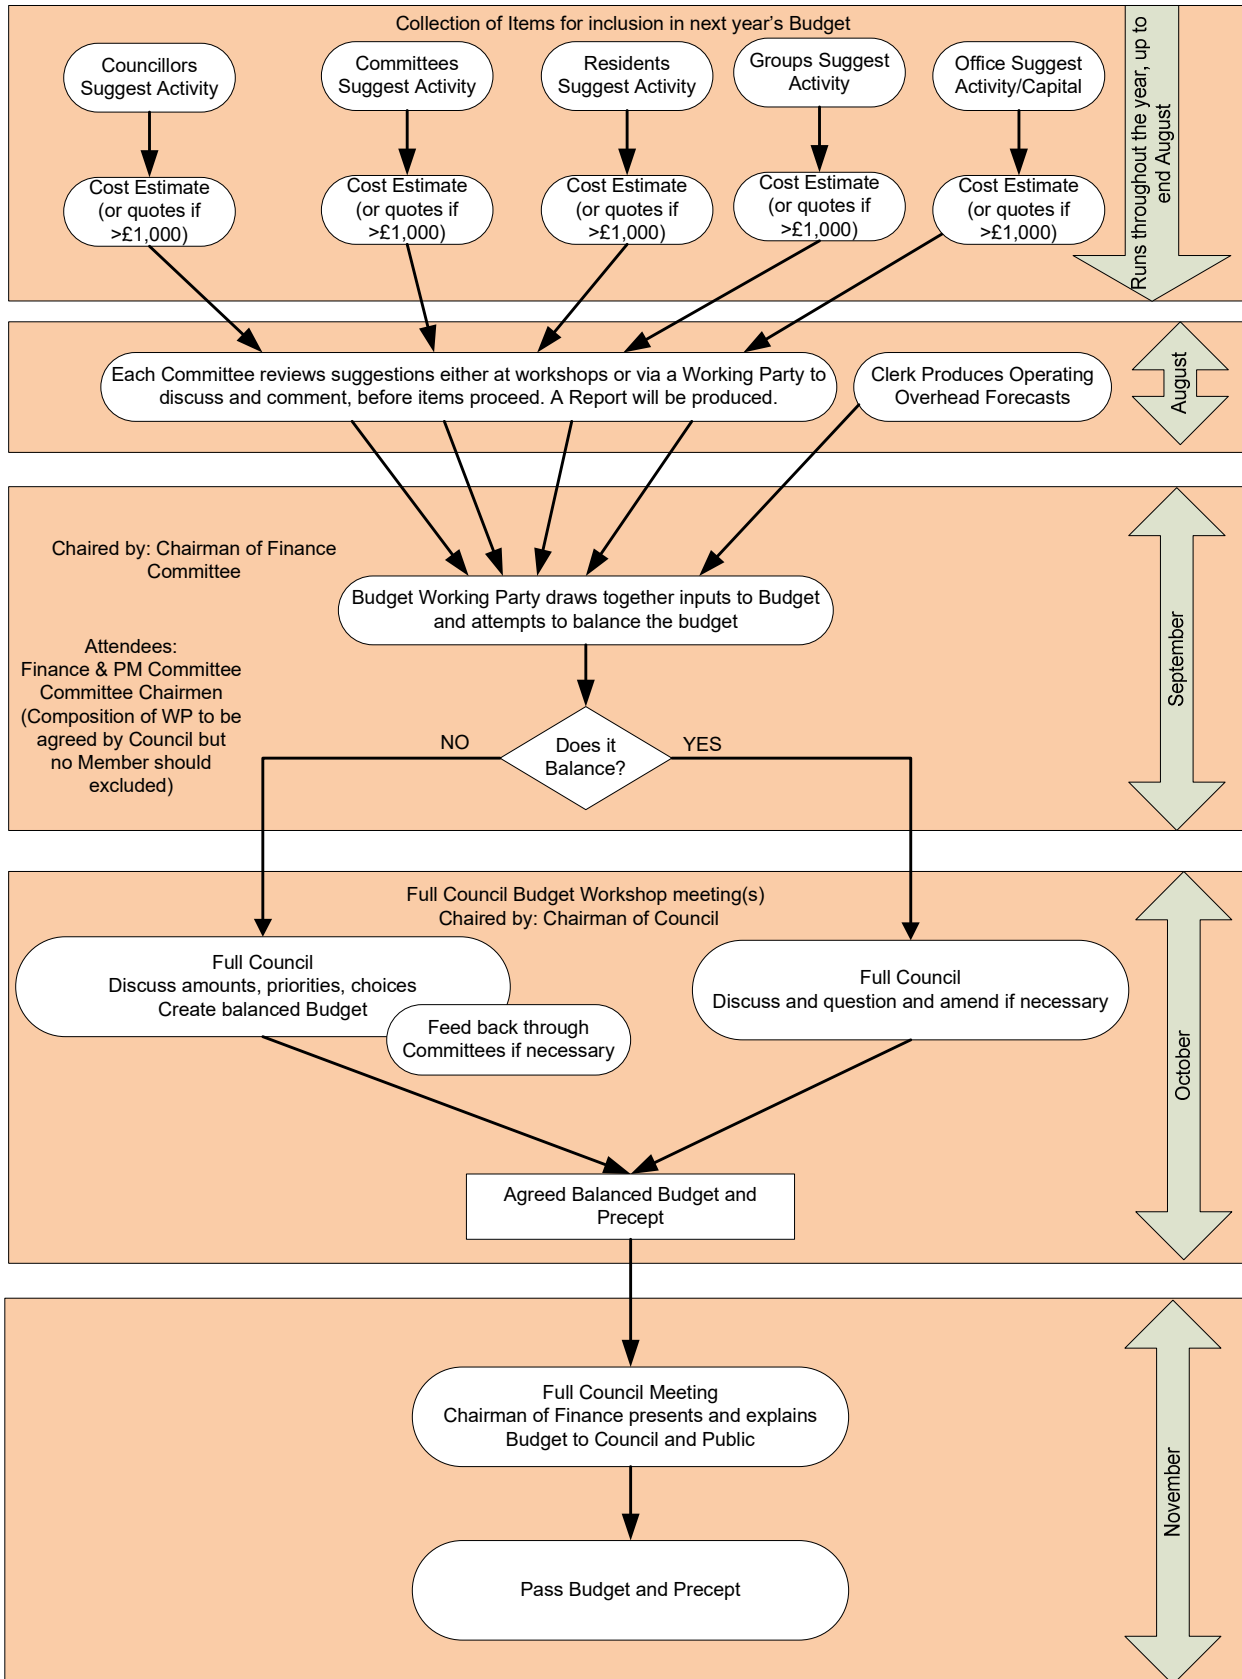 Collection of Items for inclusion in next year’s Budget
Councillors
Suggest Activity
Committees
Suggest Activity
Residents
Suggest Activity
Groups Suggest
Activity
Office Suggest
Activity/Capital
Runs throughout the year, up to
end August
Cost Estimate
(or quotes if
>£1,000)
Cost Estimate
(or quotes if
>£1,000)
Cost Estimate
(or quotes if
>£1,000)
Cost Estimate
(or quotes if
>£1,000)
Cost Estimate
(or quotes if
>£1,000)
Each Committee reviews suggestions either at workshops or via a Working Party to
discuss and comment, before items proceed. A Report will be produced.
Clerk Produces Operating
Overhead Forecasts
August
Chaired by: Chairman of Finance
Committee
Budget Working Party draws together inputs to Budget
and attempts to balance the budget
Attendees:
Finance & PM Committee
Committee Chairmen
(Composition of WP to be
agreed by Council but
no Member should
excluded)
NO
Does it
Balance?
YES
September
Full Council Budget Workshop meeting(s)
Chaired by: Chairman of Council
Full Council
Discuss amounts, priorities, choices
Create balanced Budget
Feed back through
Committees if necessary
Full Council
Discuss and question and amend if necessary
October
Agreed Balanced Budget and
Precept
Full Council Meeting
Chairman of Finance presents and explains
Budget to Council and Public
November
Pass Budget and Precept